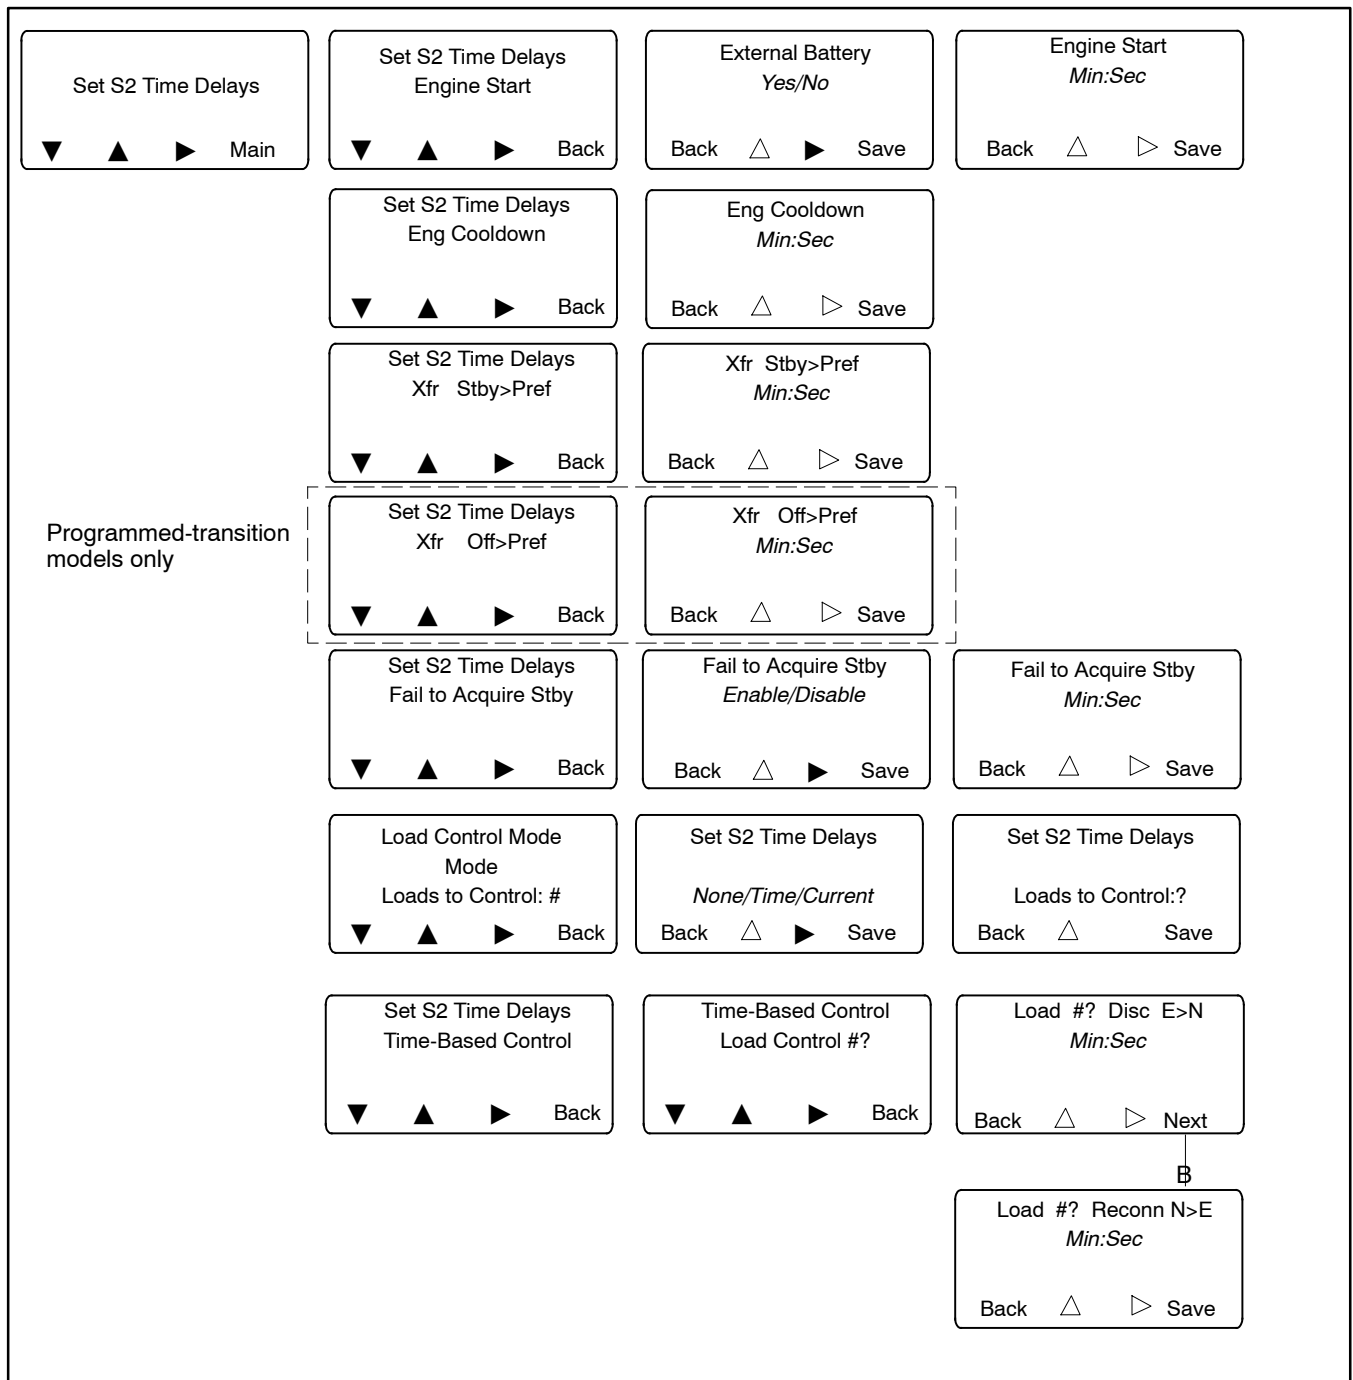 Set S2 Time Delays
▼ ▲ ▶ Main
Set S2 Time Delays
Engine Start
▼ ▲ ▶ Back
External Battery
Yes/No
Back △ ▶ Save
Engine Start
Min:Sec
Back △ ▷ Save
Set S2 Time Delays
Eng Cooldown
▼ ▲ ▶ Back
Eng Cooldown
Min:Sec
Back △ ▷ Save
Set S2 Time Delays
Xfr Stby>Pref
▼ ▲ ▶ Back
Xfr Stby>Pref
Min:Sec
Back △ ▷ Save
Programmed-transition
models only
Set S2 Time Delays
Xfr Off>Pref
▼ ▲ ▶ Back
Xfr Off>Pref
Min:Sec
Back △ ▷ Save
Set S2 Time Delays
Fail to Acquire Stby
▼ ▲ ▶ Back
Fail to Acquire Stby
Enable/Disable
Back △ ▶ Save
Fail to Acquire Stby
Min:Sec
Back △ ▷ Save
Load Control Mode
Mode
Loads to Control: #
▼ ▲ ▶ Back
Set S2 Time Delays
None/Time/Current
Back △ ▶ Save
Set S2 Time Delays
Loads to Control:?
Back △ Save
Set S2 Time Delays
Time-Based Control
▼ ▲ ▶ Back
Time-Based Control
Load Control #?
▼ ▲ ▶ Back
Load #? Disc E>N
Min:Sec
Back △ ▷ Next
B
Load #? Reconn N>E
Min:Sec
Back △ ▷ Save